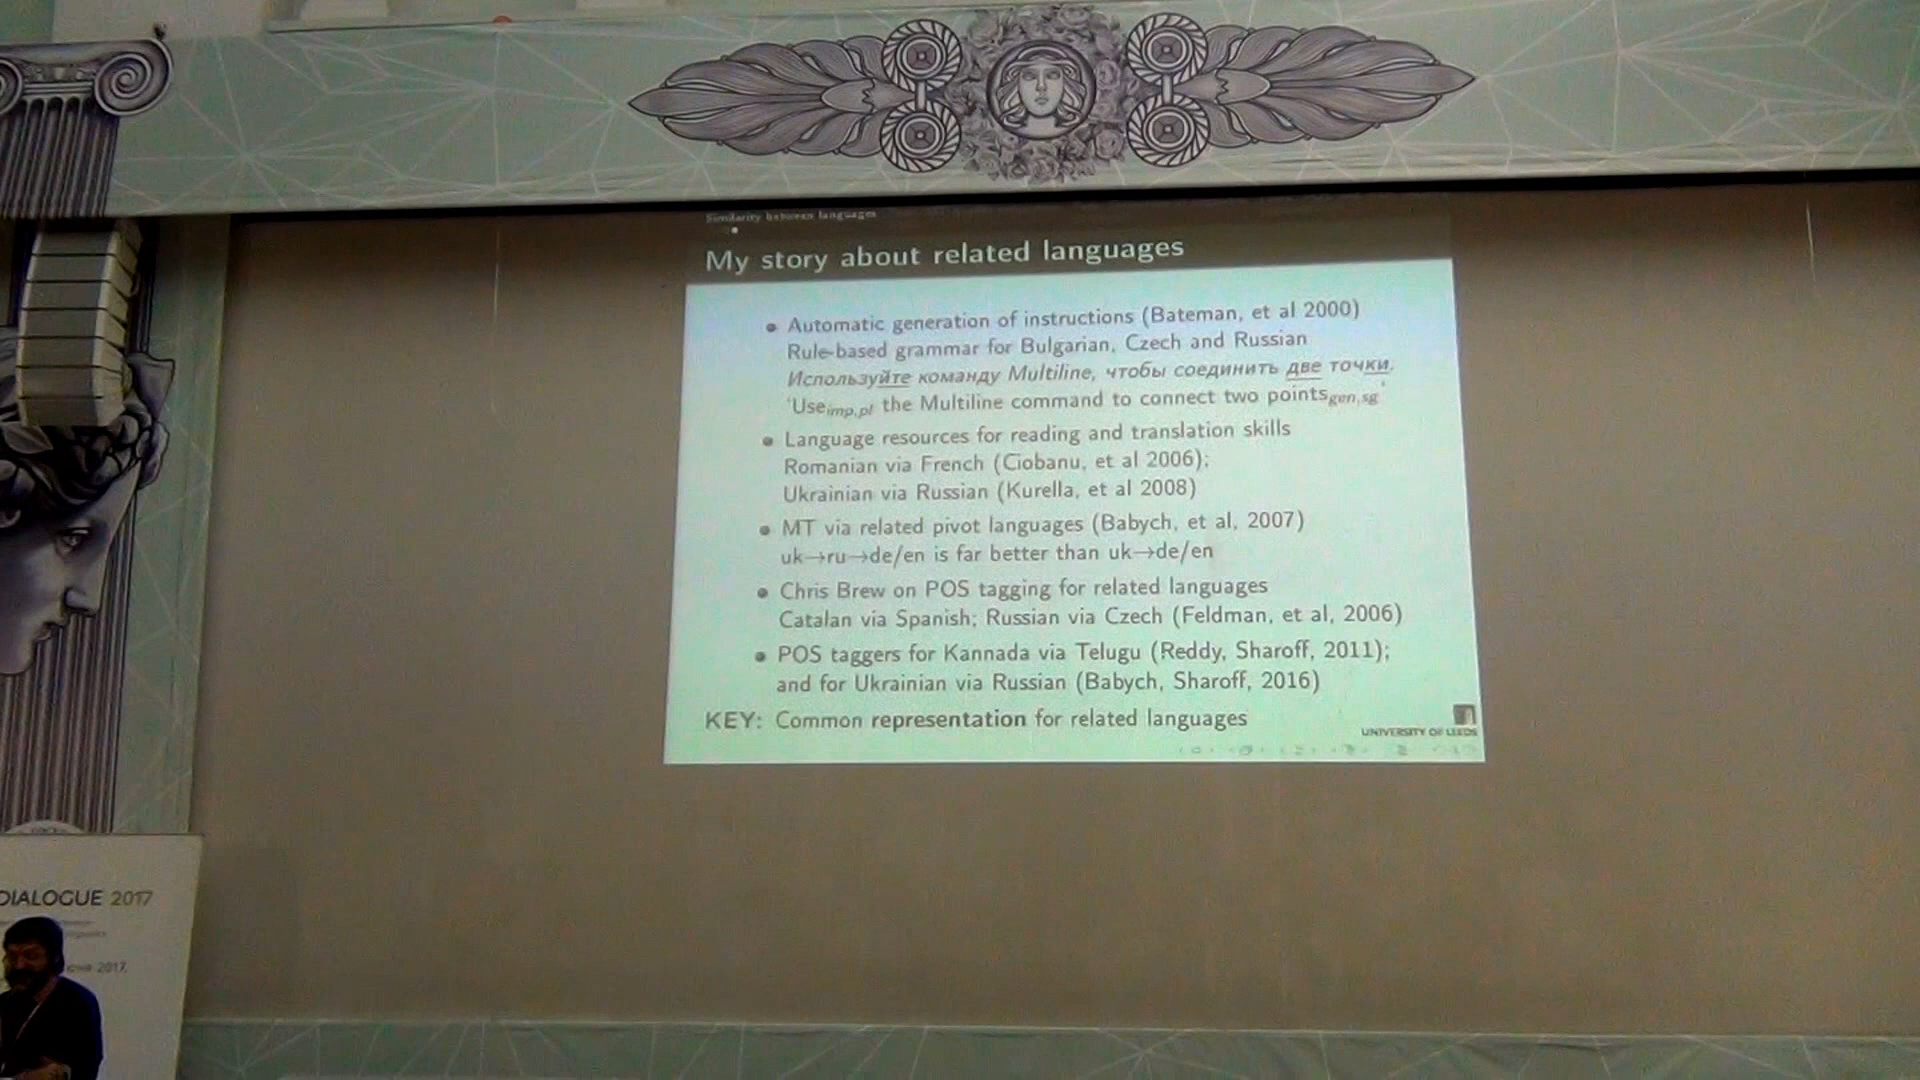 Similarity between languages
My story about related languages
Automatic generation of instructions (Bateman, et al 2000)
Rule-based grammar for Bulgarian, Czech and Russian
Используйте команду Multiline, чтобы соединить две точки.
'Use imp,pl the Multiline command to connect two points gen,sg'
Language resources for reading and translation skills
Romanian via French (Ciobanu, et al 2006);
Ukrainian via Russian (Kurella, et al 2008)
MT via related pivot languages (Babych, et al, 2007)
uk→ru→de/en is far better than uk→de/en
Chris Brew on POS tagging for related languages
Catalan via Spanish; Russian via Czech (Feldman, et al, 2006)
POS taggers for Kannada via Telugu (Reddy, Sharoff, 2011);
and for Ukrainian via Russian (Babych, Sharoff, 2016)
KEY: Common representation for related languages
UNIVERSITY OF LEEDS
DIALOGUE 2017
2017,